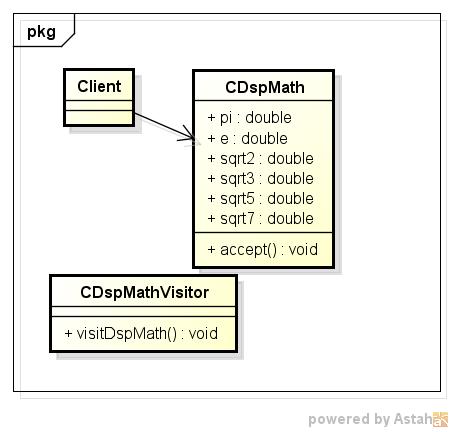 pkg
Client
CDspMath
+ pi : double
+ e : double
+ sqrt2 : double
+ sqrt3 : double
+ sqrt5 : double
+ sqrt7 : double
+ accept() : void
CDspMathVisitor
+ visitDspMath() : void
powered by Astah